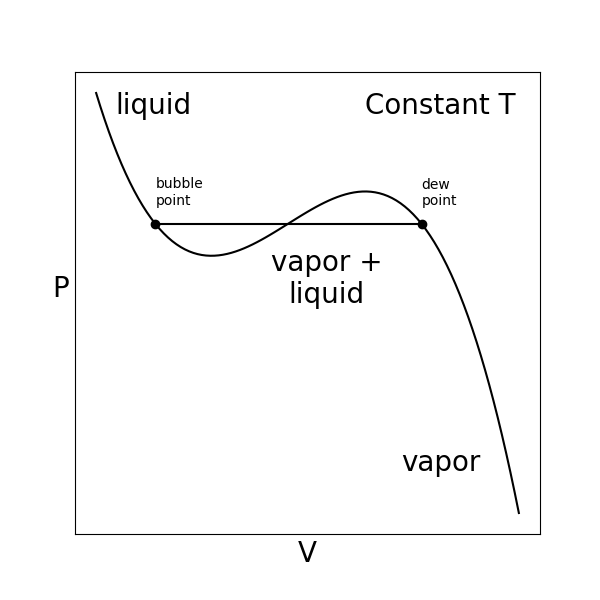 liquid
Constant T
bubble
point
dew
point
vapor +
liquid
P
vapor
V